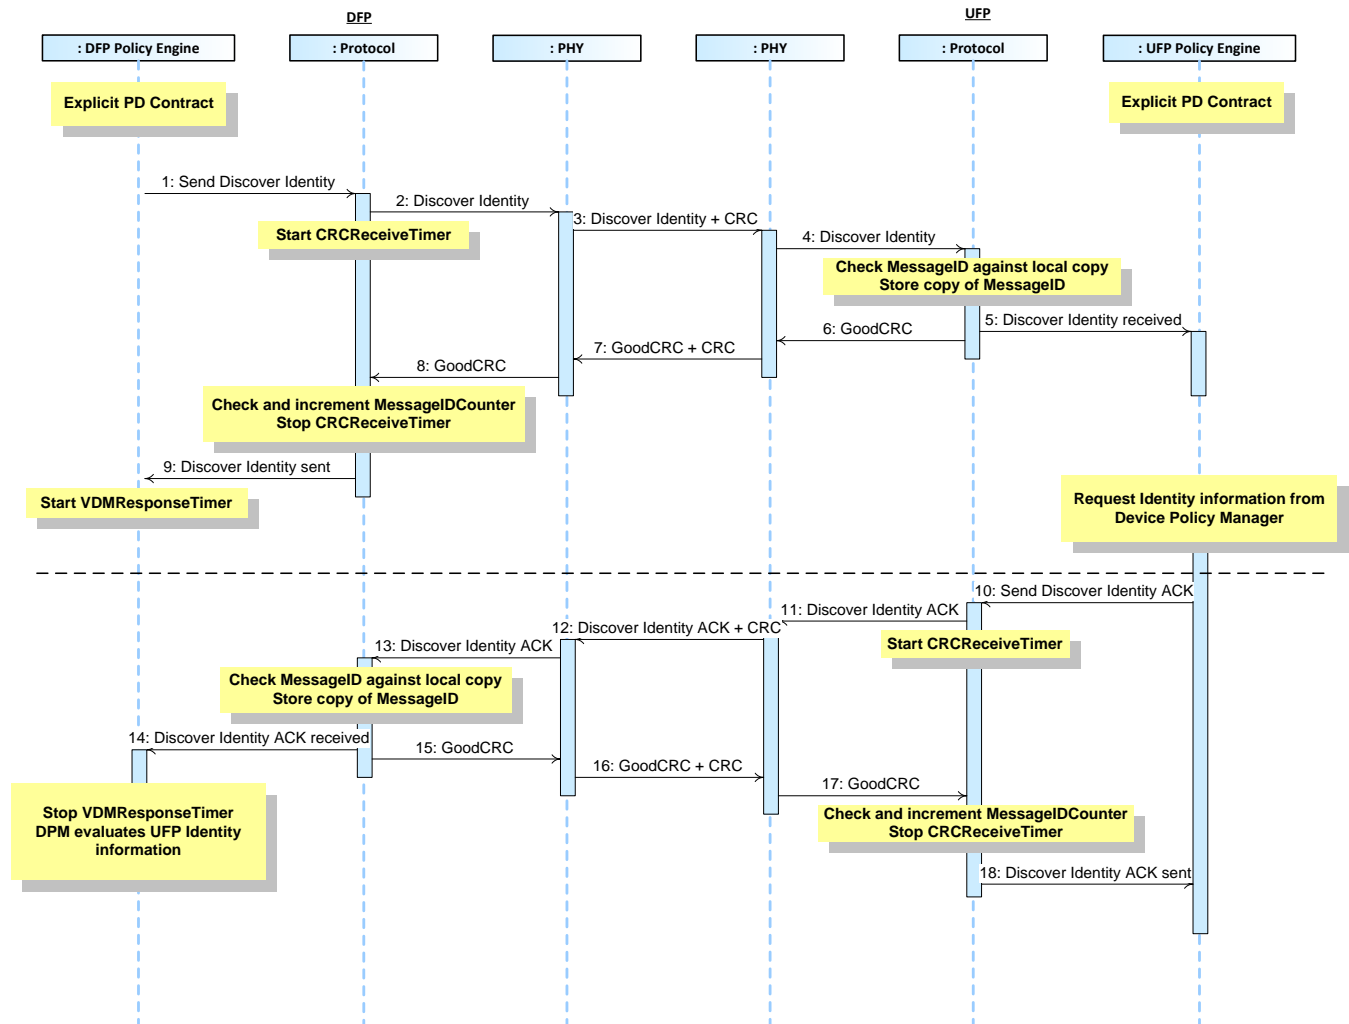 DFP
UFP
: DFP Policy Engine
: Protocol
: PHY
: PHY
: Protocol
: UFP Policy Engine
Explicit PD Contract
Explicit PD Contract
1: Send Discover Identity
2: Discover Identity
3: Discover Identity + CRC
Start CRCReceiveTimer
4: Discover Identity
Check MessageID against local copy
Store copy of MessageID
5: Discover Identity received
6: GoodCRC
7: GoodCRC + CRC
8: GoodCRC
Check and increment MessageIDCounter
Stop CRCReceiveTimer
9: Discover Identity sent
Start VDMResponseTimer
Request Identity information from
Device Policy Manager
10: Send Discover Identity ACK
11: Discover Identity ACK
12: Discover Identity ACK + CRC
Start CRCReceiveTimer
13: Discover Identity ACK
Check MessageID against local copy
Store copy of MessageID
14: Discover Identity ACK received
15: GoodCRC
16: GoodCRC + CRC
17: GoodCRC
Stop VDMResponseTimer
DPM evaluates UFP Identity
information
Check and increment MessageIDCounter
Stop CRCReceiveTimer
18: Discover Identity ACK sent